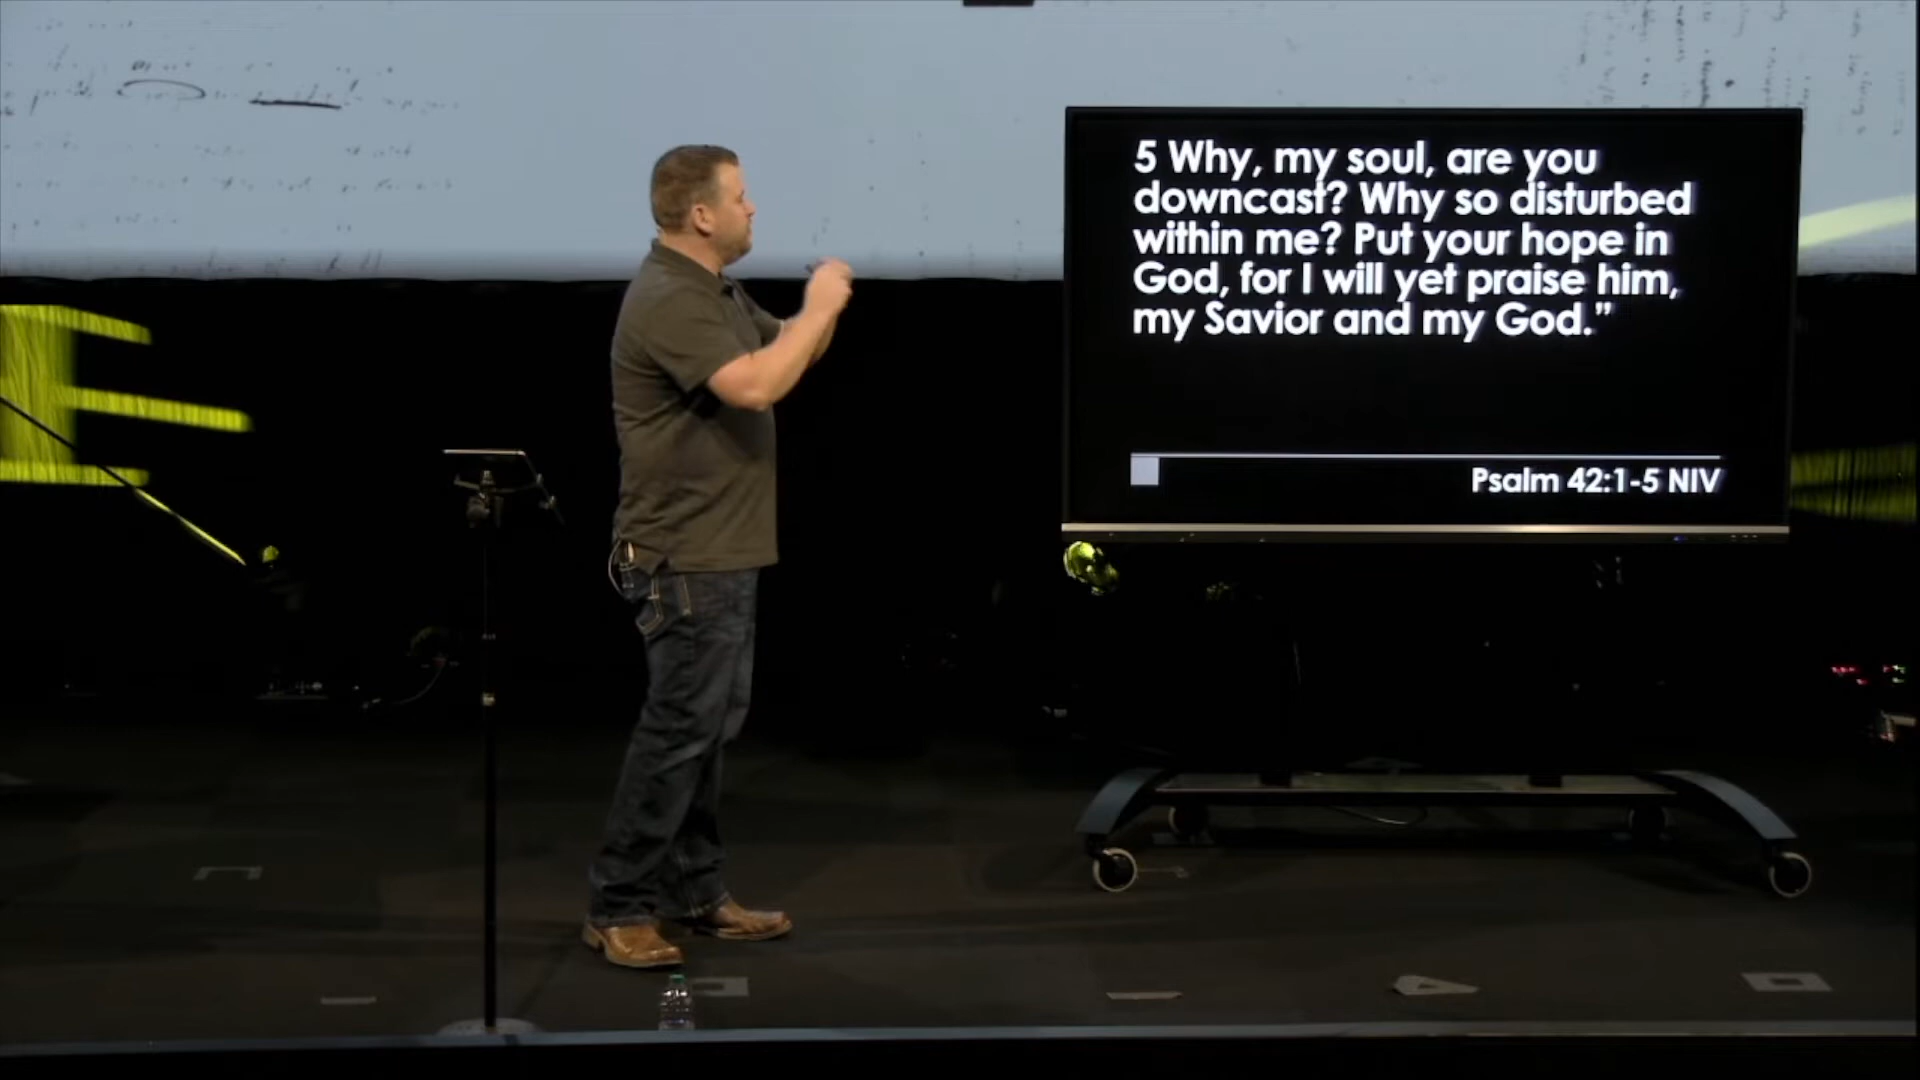 5 Why, my soul, are you
downcast? Why so disturbed
within me? Put your hope in
God, for I will yet praise him,
my Savior and my God.”
Psalm 42:1-5 NIV